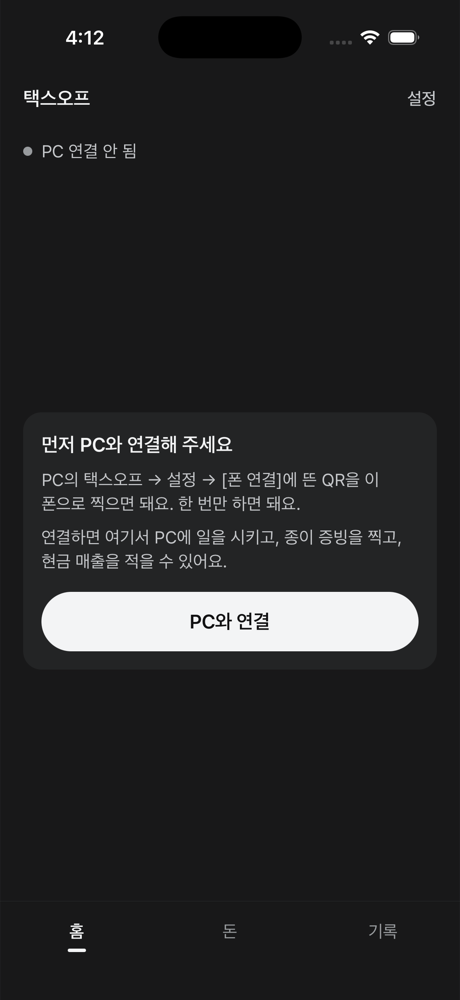 4:12
택스오프
설정
PC 연결 안 됨
먼저 PC와 연결해 주세요
PC의 택스오프 → 설정 → [폰 연결]에 뜬 QR을 이
폰으로 찍으면 돼요. 한 번만 하면 돼요.
연결하면 여기서 PC에 일을 시키고, 종이 증빙을 찍고,
현금 매출을 적을 수 있어요.
PC와 연결
홈
돈
기록